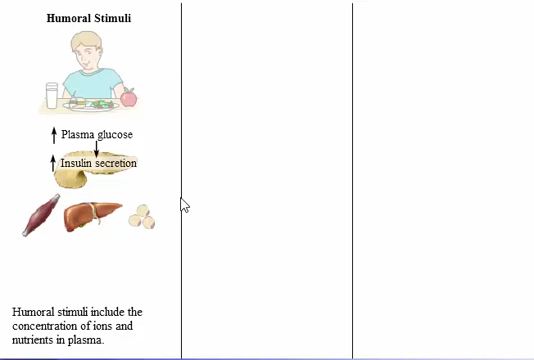 Humoral Stimuli
↑ Plasma glucose
↑ Insulin secretion
Humoral stimuli include the
concentration of ions and
nutrients in plasma.